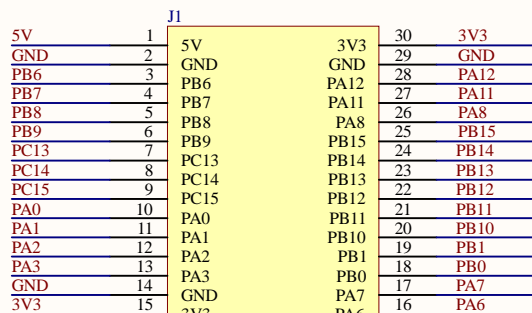 J1
5V 1 30 3V3
5V 3V3
GND 2 29 GND
GND GND
PB6 3 28 PA12
PB6 PA12
PB7 4 27 PA11
PB7 PA11
PB8 5 26 PA8
PB8 PA8
PB9 6 25 PB15
PB9 PB15
PC13 7 24 PB14
PC13 PB14
PC14 8 23 PB13
PC14 PB13
PC15 9 22 PB12
PC15 PB12
PA0 10 21 PB11
PA0 PB11
PA1 11 20 PB10
PA1 PB10
PA2 12 19 PB1
PA2 PB1
PA3 13 18 PB0
PA3 PB0
GND 14 17 PA7
GND PA7
3V3 15 16 PA6
3V3 PA6